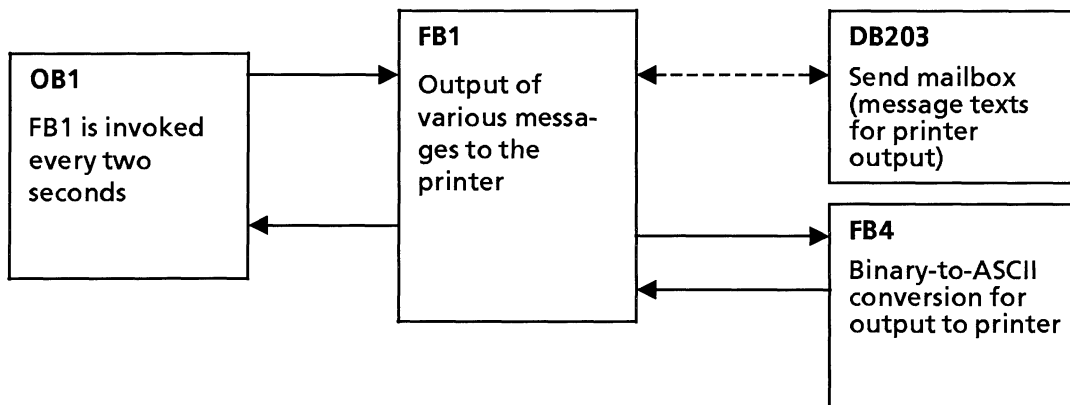 OB1
FB1 is invoked
every two
seconds
FB1
Output of
various messa-
ges to the
printer
DB203
Send mailbox
(message texts
for printer
output)
FB4
Binary-to-ASCII
conversion for
output to printer